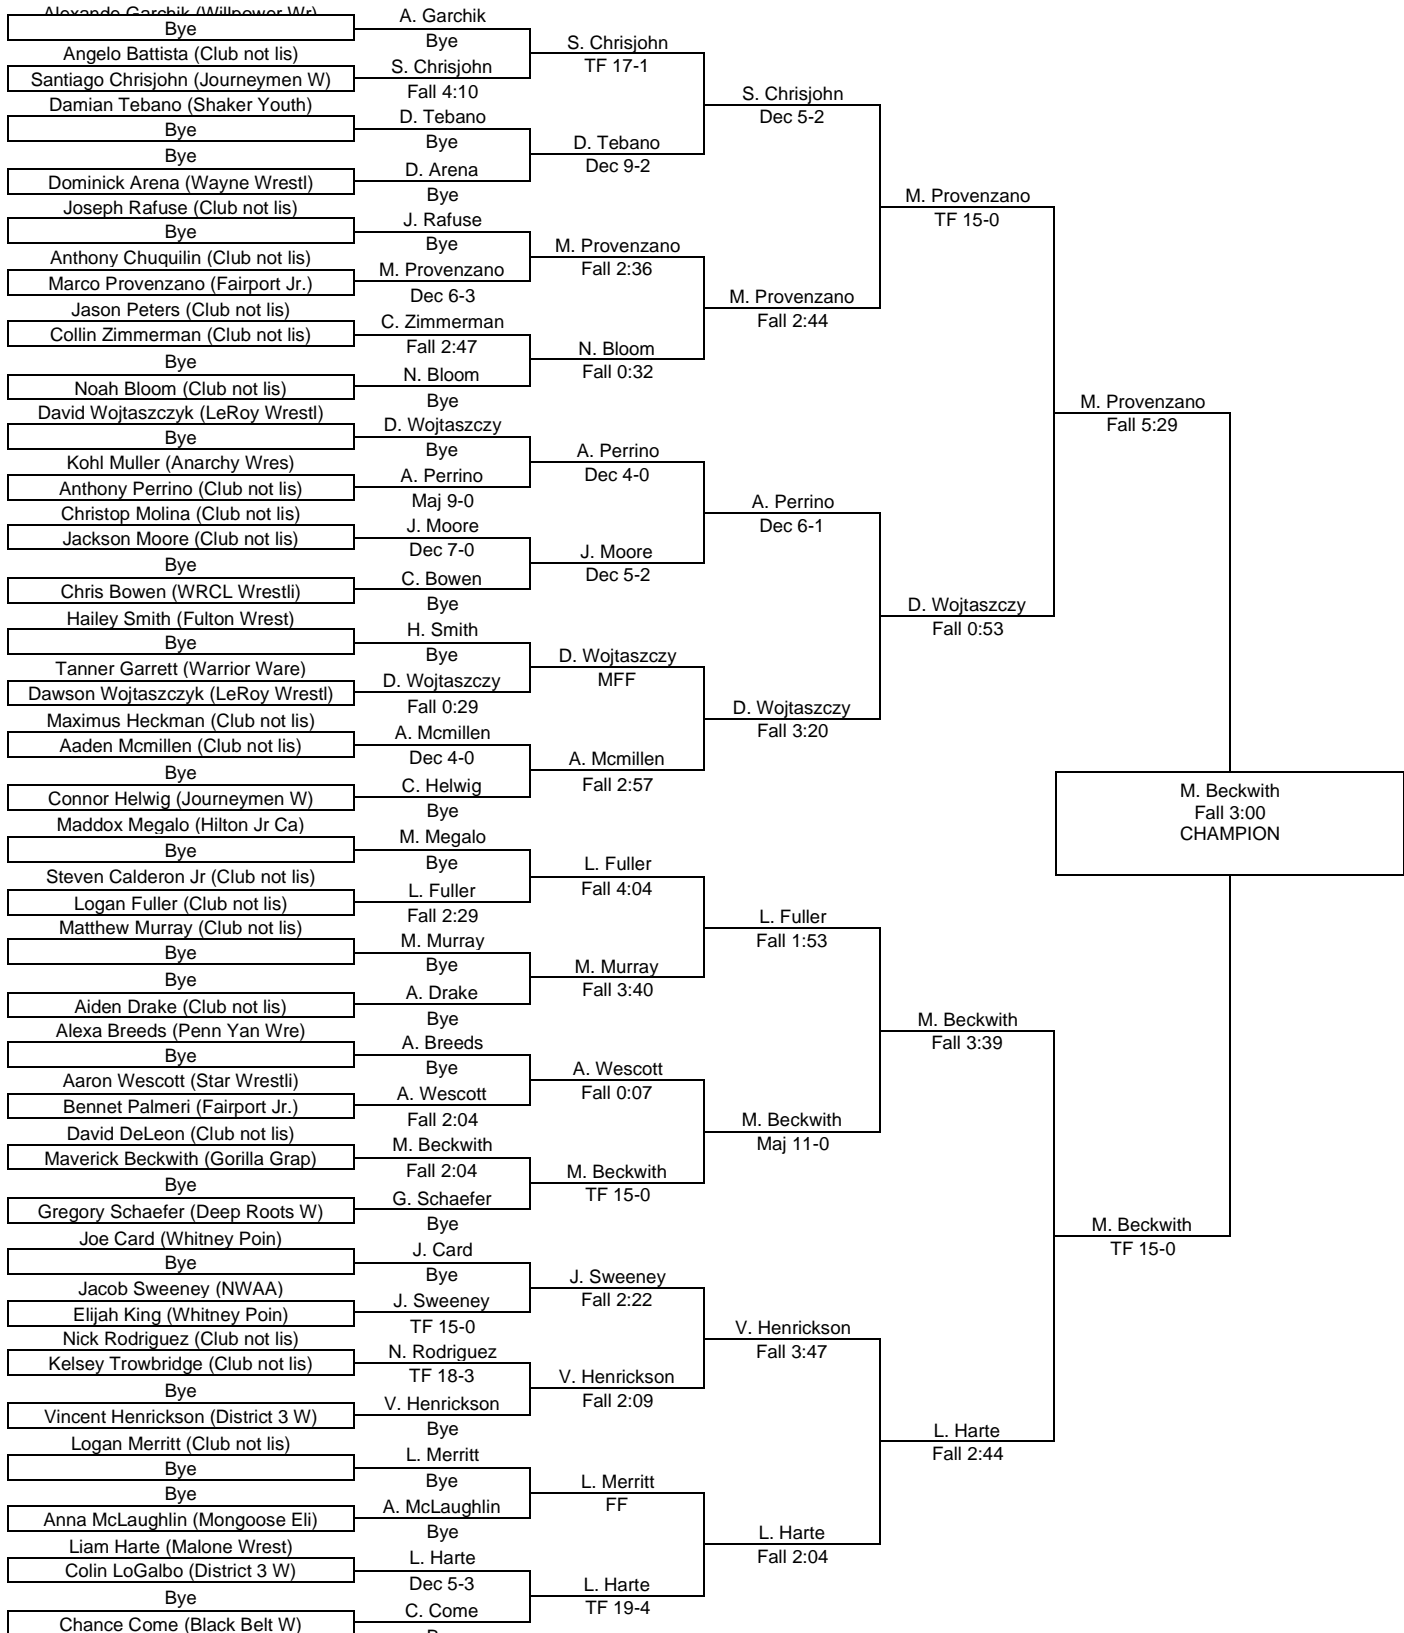 Alexande Garchik (Willpower Wr)
Bye
Angelo Battista (Club not lis)
Santiago Chrisjohn (Journeymen W)
Damian Tebano (Shaker Youth)
Bye
Bye
Dominick Arena (Wayne Wrestl)
Joseph Rafuse (Club not lis)
Bye
Anthony Chuquilin (Club not lis)
Marco Provenzano (Fairport Jr.)
Jason Peters (Club not lis)
Collin Zimmerman (Club not lis)
Bye
Noah Bloom (Club not lis)
David Wojtaszczyk (LeRoy Wrestl)
Bye
Kohl Muller (Anarchy Wres)
Anthony Perrino (Club not lis)
Christop Molina (Club not lis)
Jackson Moore (Club not lis)
Bye
Chris Bowen (WRCL Wrestli)
Hailey Smith (Fulton Wrest)
Bye
Tanner Garrett (Warrior Ware)
Dawson Wojtaszczyk (LeRoy Wrestl)
Maximus Heckman (Club not lis)
Aaden Mcmillen (Club not lis)
Bye
Connor Helwig (Journeymen W)
Maddox Megalo (Hilton Jr Ca)
Bye
Steven Calderon Jr (Club not lis)
Logan Fuller (Club not lis)
Matthew Murray (Club not lis)
Bye
Bye
Aiden Drake (Club not lis)
Alexa Breeds (Penn Yan Wre)
Bye
Aaron Wescott (Star Wrestli)
Bennet Palmeri (Fairport Jr.)
David DeLeon (Club not lis)
Maverick Beckwith (Gorilla Grap)
Bye
Gregory Schaefer (Deep Roots W)
Joe Card (Whitney Poin)
Bye
Jacob Sweeney (NWAA)
Elijah King (Whitney Poin)
Nick Rodriguez (Club not lis)
Kelsey Trowbridge (Club not lis)
Bye
Vincent Henrickson (District 3 W)
Logan Merritt (Club not lis)
Bye
Bye
Anna McLaughlin (Mongoose Eli)
Liam Harte (Malone Wrest)
Colin LoGalbo (District 3 W)
Bye
Chance Come (Black Belt W)
A. Garchik
Bye
S. Chrisjohn
Fall 4:10
D. Tebano
Bye
D. Arena
Bye
J. Rafuse
Bye
M. Provenzano
Dec 6-3
C. Zimmerman
Fall 2:47
N. Bloom
Bye
D. Wojtaszczy
Bye
A. Perrino
Maj 9-0
J. Moore
Dec 7-0
C. Bowen
Bye
H. Smith
Bye
D. Wojtaszczy
Fall 0:29
A. Mcmillen
Dec 4-0
C. Helwig
Bye
M. Megalo
Bye
L. Fuller
Fall 2:29
M. Murray
Bye
A. Drake
Bye
A. Breeds
Bye
A. Wescott
Fall 2:04
M. Beckwith
Fall 2:04
G. Schaefer
Bye
J. Card
Bye
J. Sweeney
TF 15-0
N. Rodriguez
TF 18-3
V. Henrickson
Bye
L. Merritt
Bye
A. McLaughlin
Bye
L. Harte
Dec 5-3
C. Come
S. Chrisjohn
TF 17-1
D. Tebano
Dec 9-2
M. Provenzano
Fall 2:36
N. Bloom
Fall 0:32
A. Perrino
Dec 4-0
J. Moore
Dec 5-2
D. Wojtaszczy
MFF
A. Mcmillen
Fall 2:57
L. Fuller
Fall 4:04
M. Murray
Fall 3:40
A. Wescott
Fall 0:07
M. Beckwith
TF 15-0
J. Sweeney
Fall 2:22
V. Henrickson
Fall 2:09
L. Merritt
FF
L. Harte
TF 19-4
S. Chrisjohn
Dec 5-2
M. Provenzano
Fall 2:44
A. Perrino
Dec 6-1
D. Wojtaszczy
Fall 3:20
L. Fuller
Fall 1:53
M. Beckwith
Maj 11-0
V. Henrickson
Fall 3:47
L. Harte
Fall 2:04
M. Provenzano
TF 15-0
D. Wojtaszczy
Fall 0:53
M. Beckwith
Fall 3:39
L. Harte
Fall 2:44
M. Provenzano
Fall 5:29
M. Beckwith
TF 15-0
M. Beckwith
Fall 3:00
CHAMPION